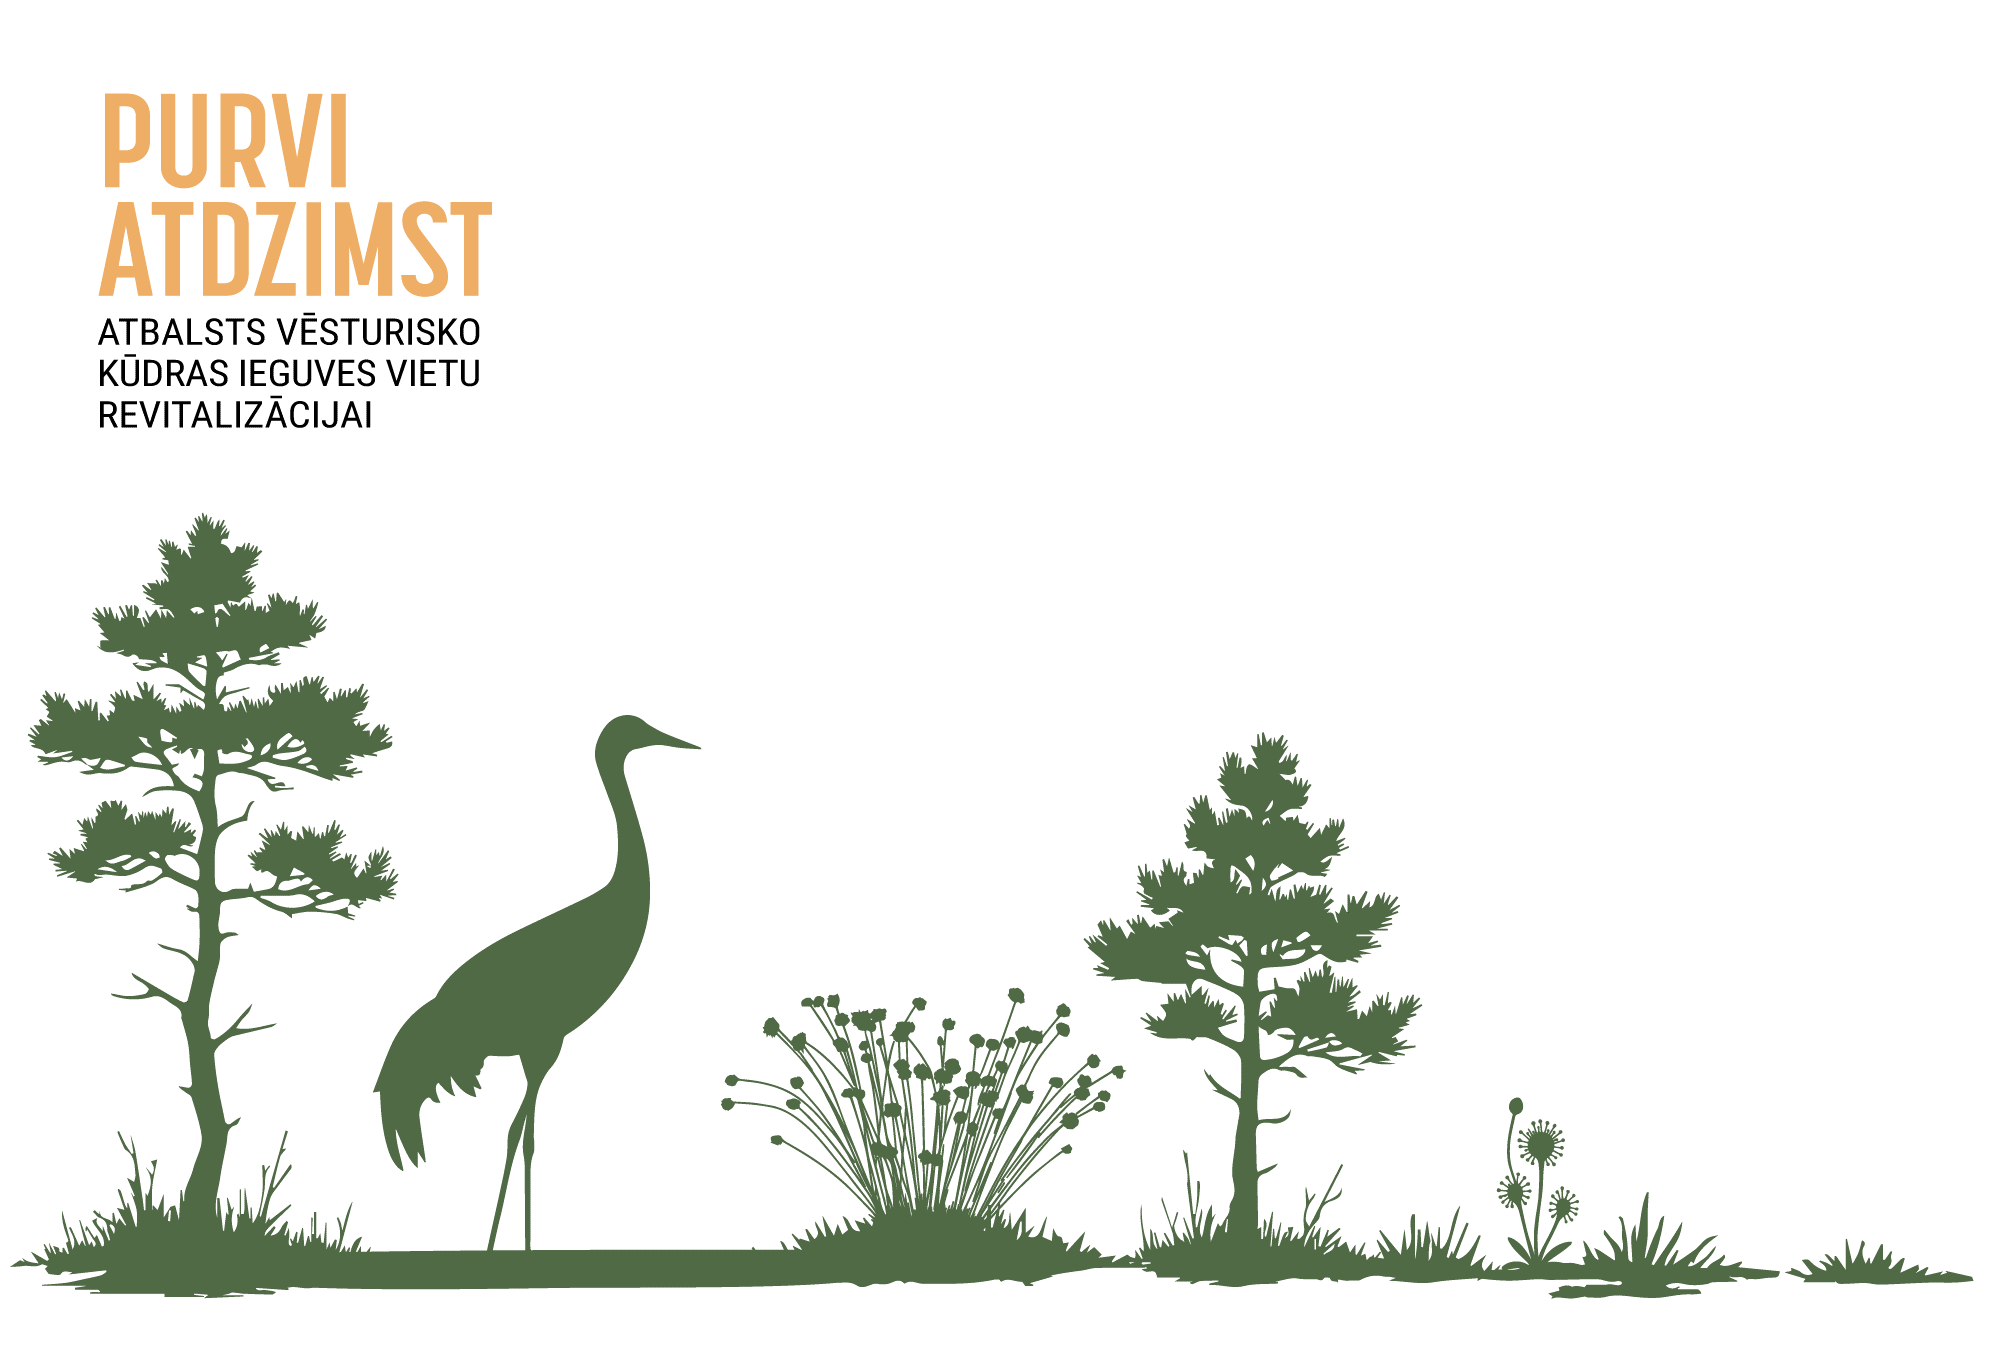 PURVI
ATDZIMST
ATBALSTS VĒSTURISKO
KŪDRAS IEGUVES VIETU
REVITALIZĀCIJAI